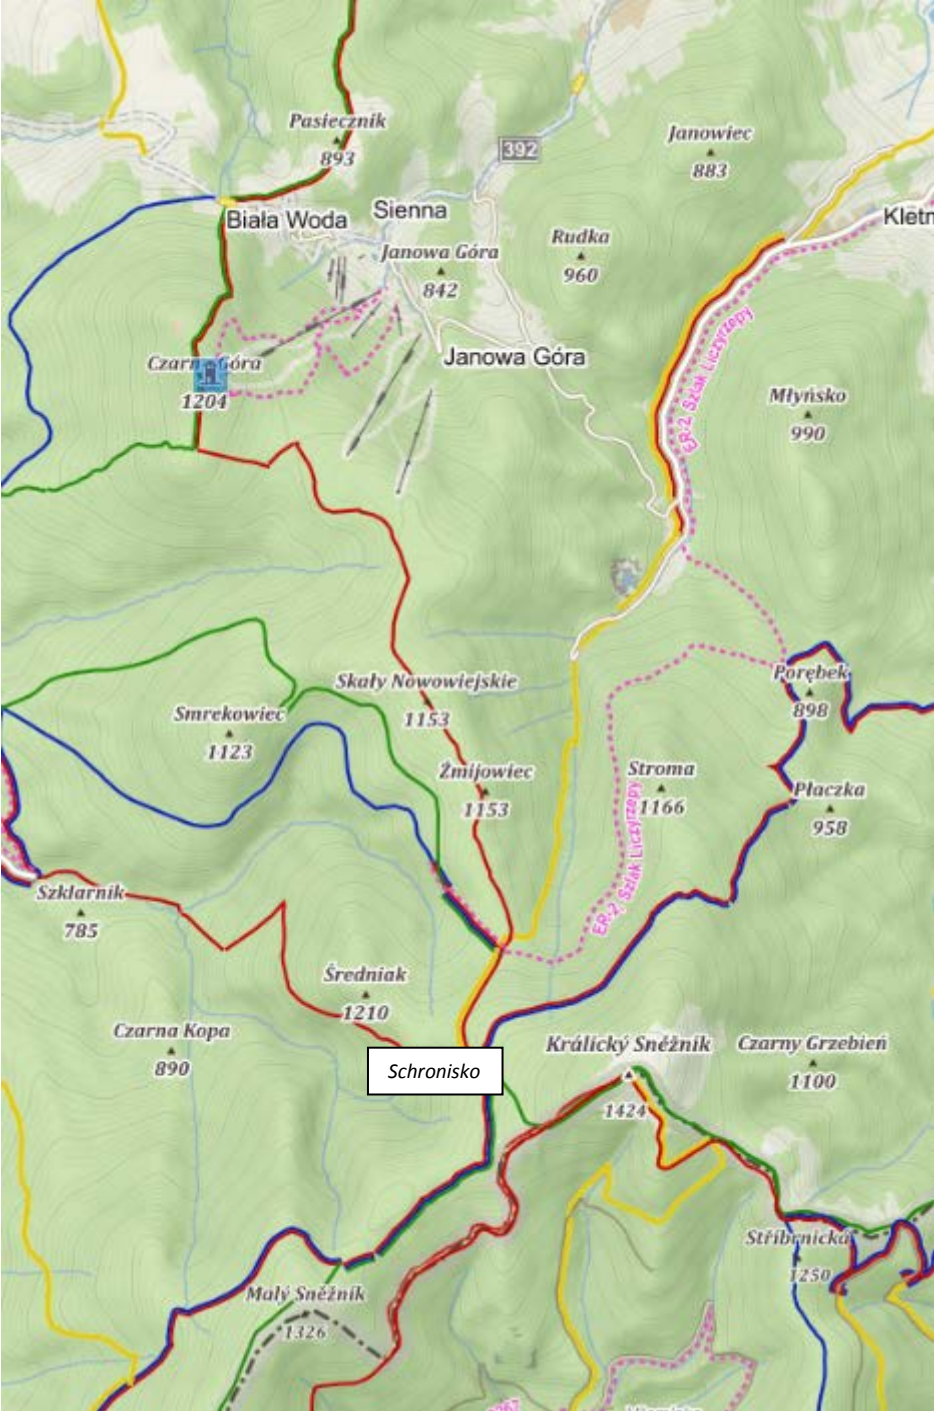 Pasiecznik
893
392
Janowiec
883
Biała Woda
Sienna
Kletn
Rudka
960
Janowa Góra
842
Janowa Góra
Czarna Góra
1204
ER-2, Szlak Liczyrzepy
Młyńsko
990
Skały Nowowiejskie
1153
Porębek
898
Smrekowiec
1123
Żmijowiec
1153
Stroma
1166
Płaczka
958
ER-2, Szlak Liczyrzepy
Szklarnik
785
Średniak
1210
Czarna Kopa
890
Králický Sněžník
1424
Czarny Grzebień
1100
Schronisko
Stříbrnická
1250
Malý Sněžník
1326